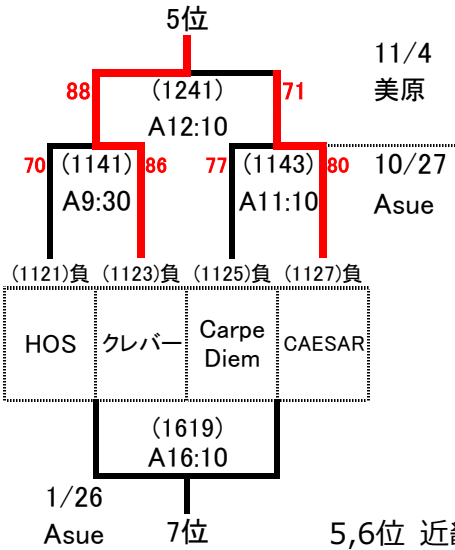 5位
11/4
88
(1241)
71
美原
A12:10
70
(1141)
86
77
(1143)
80
10/27
A9:30
A11:10
Asue
(1121)負
(1123)負
(1125)負
(1127)負
HOS
クレバー
Carpe
Diem
CAESAR
(1619)
A16:10
1/26
Asue
7位
5,6位 近